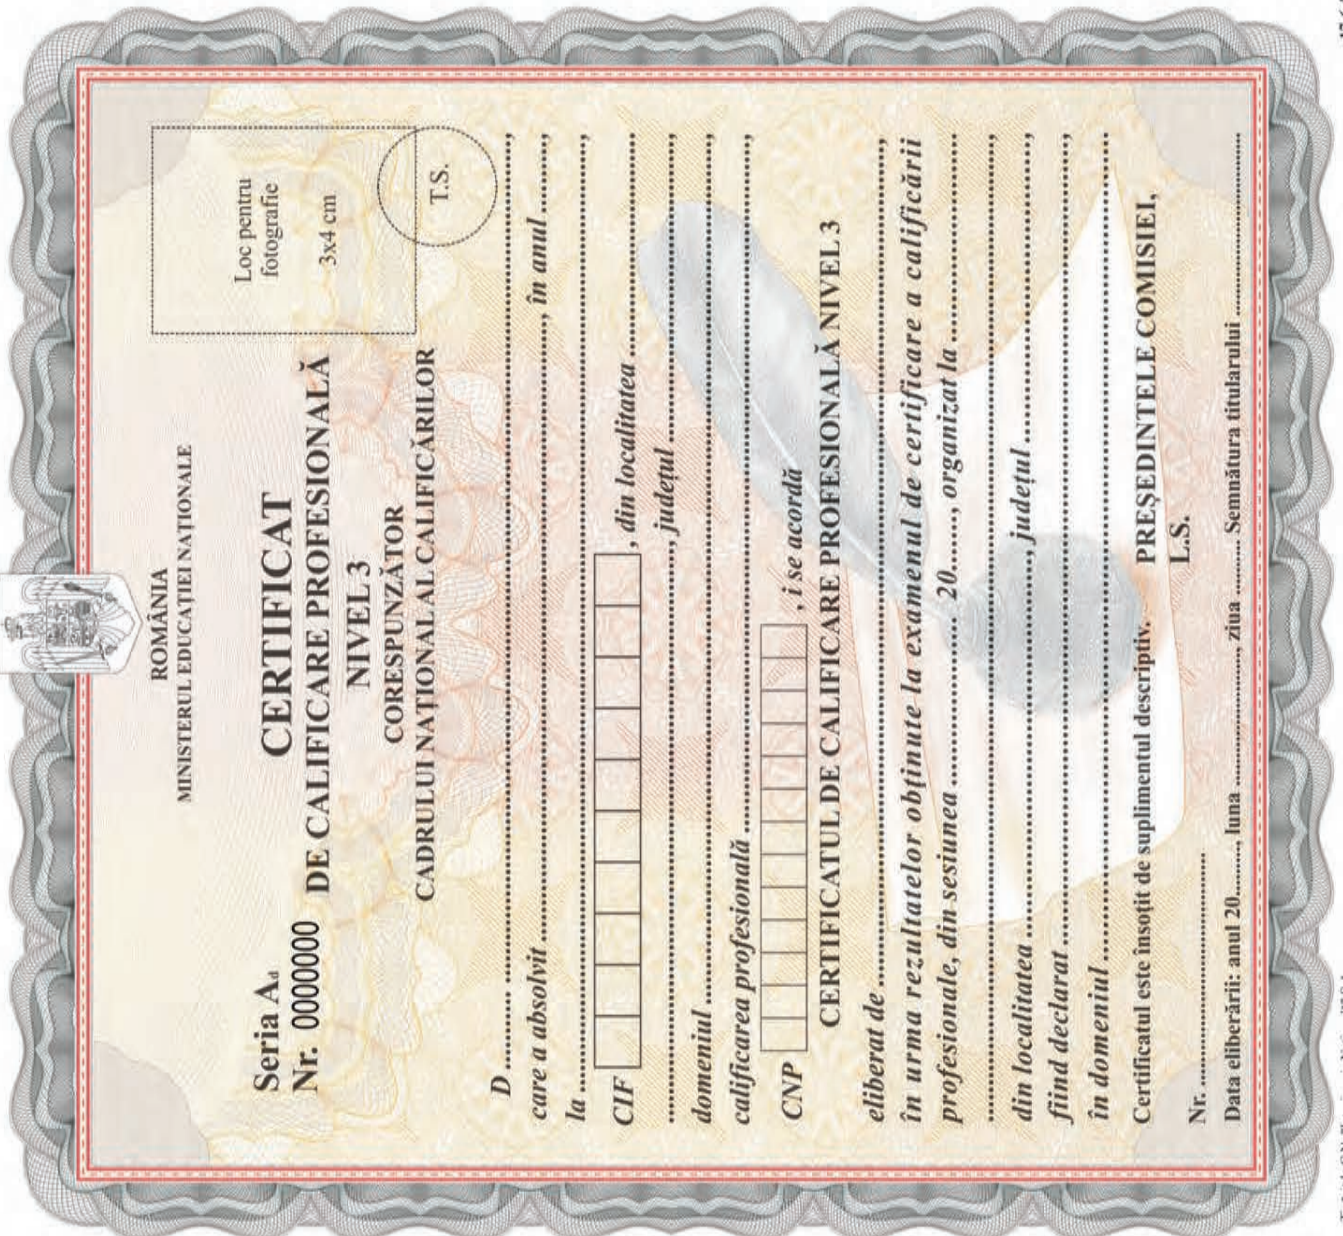 ROMÂNIA
MINISTERUL EDUCAȚIEI NAȚIONALE
Loc pentru
fotografie
3x4 cm
T.S.
Seria A.d
Nr. 0000000
CERTIFICAT
DE CALIFICARE PROFESIONALĂ
NIVEL 3
CORESPUNZĂTOR
CADRULUI NAȚIONAL AL CALIFICĂRILOR
D...... ......................................................,
care a absolvit ............................, în anul ........,
la ......................................................,
CIF , din localitatea ........................
............................, județul ........................,
domeniul ......................................................,
calificarea profesională ......................................,
CNP , i se acordă
CERTIFICATUL DE CALIFICARE PROFESIONALĂ NIVEL 3
eliberat de ......................................................,
în urma rezultatelor obținute la examenul de certificare a calificării
profesionale, din sesiunea ........................ 20......, organizat la ........................
......................................................,
din localitatea ............................, județul ........................,
fiind declarat ......................................................,
în domeniul ......................................................
Certificatul este însoțit de suplimentul descriptiv.
PREȘEDINTELE COMISIEI,
L.S.
Nr. ............................
Data eliberării: anul 20........, luna ................, ziua ........ Semnătura titularului ................